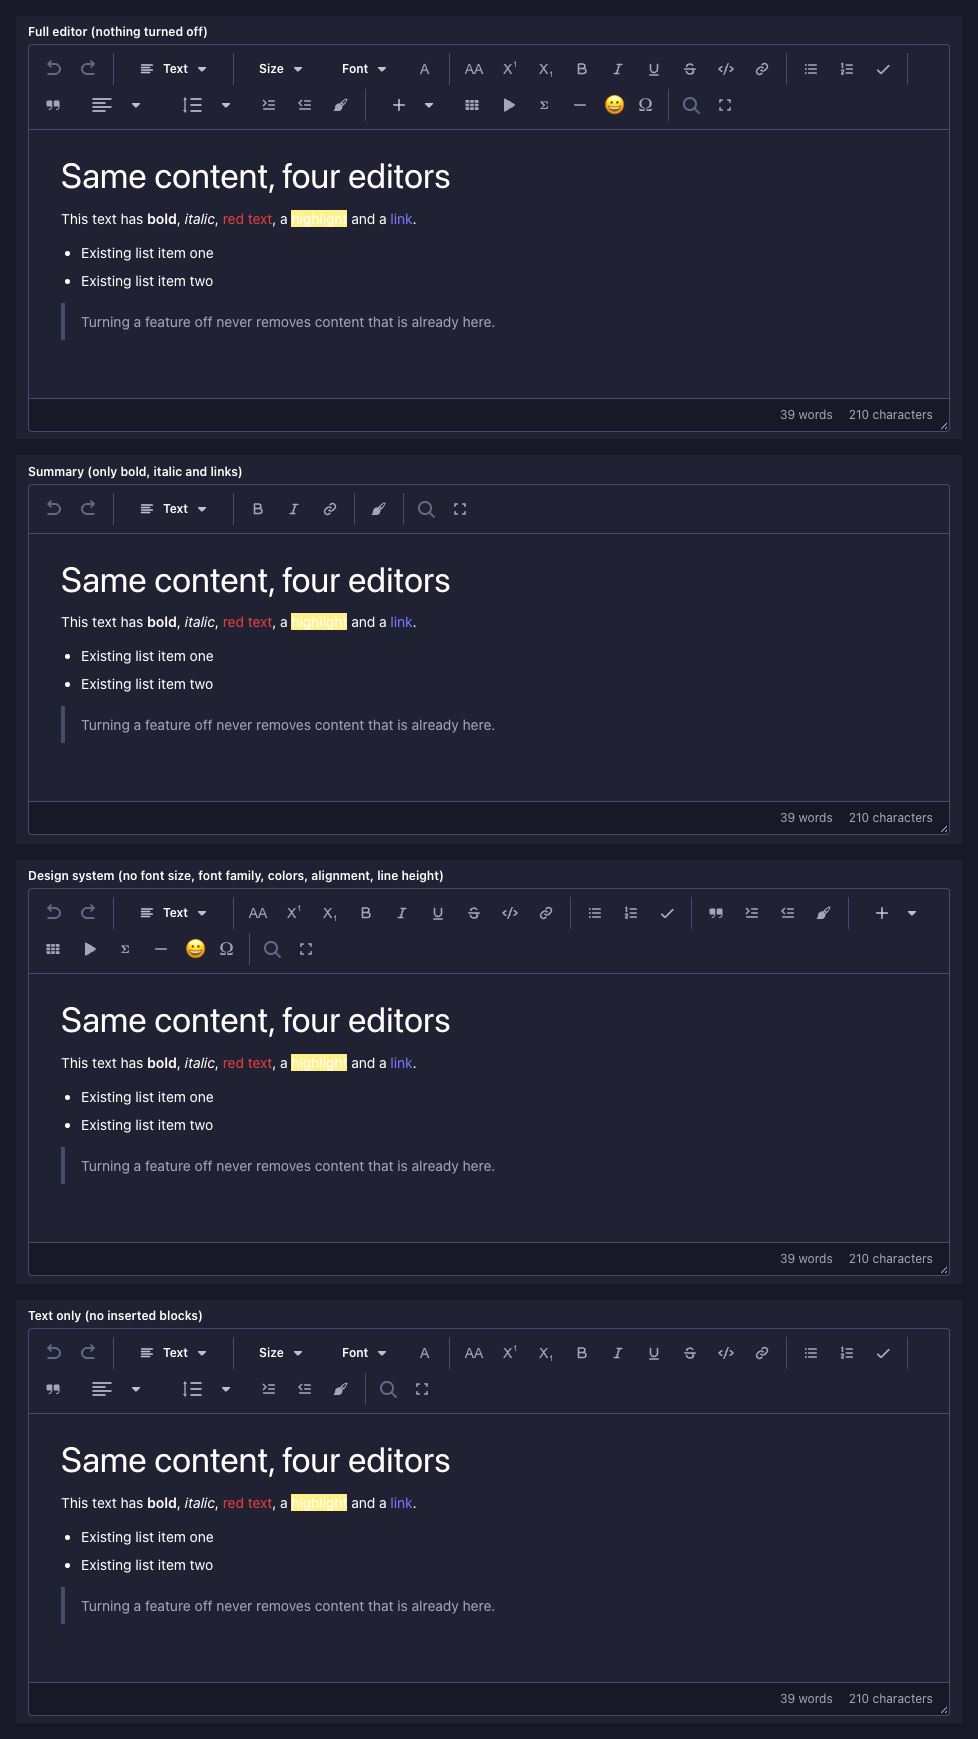 Full editor (nothing turned off)
Text Size Font A AA X¹ X₁ B I U S </>
Σ Ω
Same content, four editors
This text has bold, italic, red text, a highlight and a link.
Existing list item one
Existing list item two
Turning a feature off never removes content that is already here.
39 words 210 characters
Summary (only bold, italic and links)
Text B I
Same content, four editors
This text has bold, italic, red text, a highlight and a link.
Existing list item one
Existing list item two
Turning a feature off never removes content that is already here.
39 words 210 characters
Design system (no font size, font family, colors, alignment, line height)
Text AA X¹ X₁ B I U S </>
Σ Ω
Same content, four editors
This text has bold, italic, red text, a highlight and a link.
Existing list item one
Existing list item two
Turning a feature off never removes content that is already here.
39 words 210 characters
Text only (no inserted blocks)
Text Size Font A AA X¹ X₁ B I U S </>
Same content, four editors
This text has bold, italic, red text, a highlight and a link.
Existing list item one
Existing list item two
Turning a feature off never removes content that is already here.
39 words 210 characters